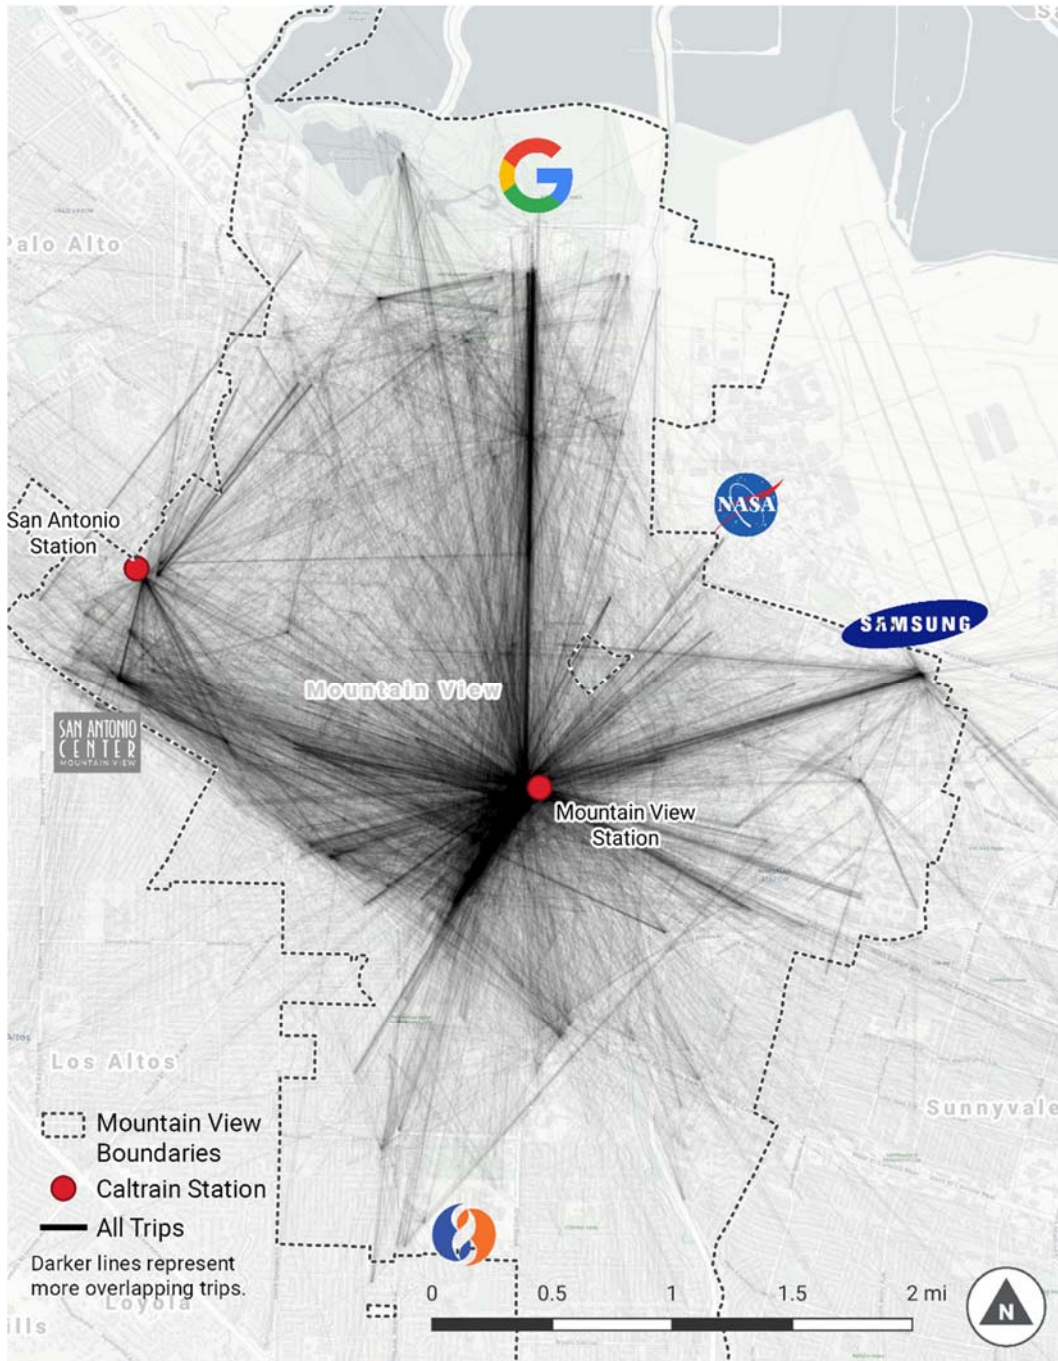 Palo Alto
NASA
San Antonio
Station
SAMSUNG
Mountain View
SAN ANTONIO
CENTER
MOUNTAIN VIEW
Mountain View
Station
Los Altos
Sunnyvale
Mountain View
Boundaries
Caltrain Station
All Trips
Darker lines represent
more overlapping trips.
Loyola
ills
0 0.5 1 1.5 2 mi
N